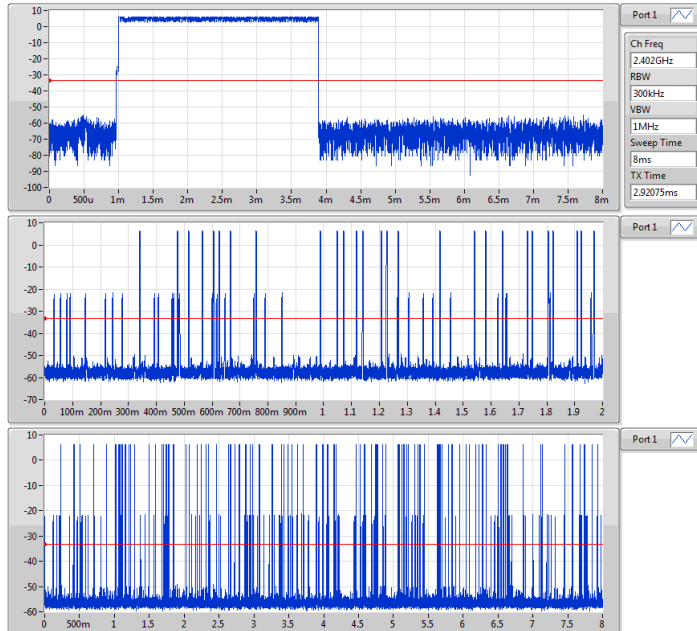 10
0
-10
-20
-30
-40
-50
-60
-70
-80
-90
-100
0 500u 1m 1.5m 2m 2.5m 3m 3.5m 4m 4.5m 5m 5.5m 6m 6.5m 7m 7.5m 8m
Port 1
Ch Freq
2.402GHz
RBW
300kHz
VBW
1MHz
Sweep Time
8ms
TX Time
2.92075ms
10
0
-10
-20
-30
-40
-50
-60
-70
0 100m 200m 300m 400m 500m 600m 700m 800m 900m 1 1.1 1.2 1.3 1.4 1.5 1.6 1.7 1.8 1.9 2
Port 1
10
0
-10
-20
-30
-40
-50
-60
0 500m 1 1.5 2 2.5 3 3.5 4 4.5 5 5.5 6 6.5 7 7.5 8
Port 1